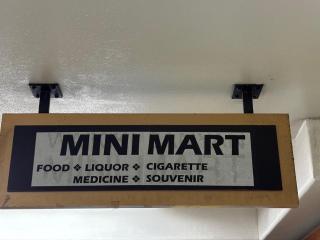 MINI MART
FOOD ❖ LIQUOR ❖ CIGARETTE
MEDICINE ❖ SOUVENIR